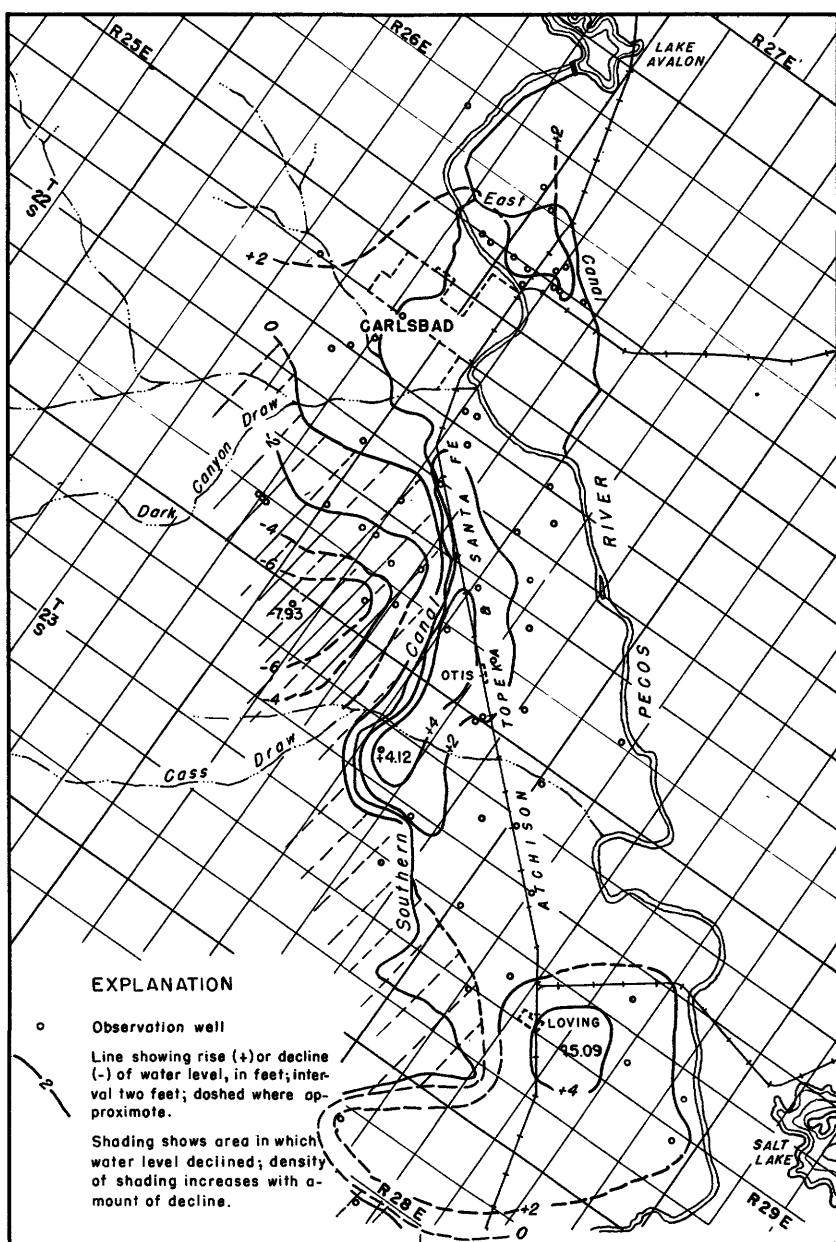 R25E
R26E
LAKE
AVALON
R27E
+2
T
22
S
East
Canal
+2
CARLSBAD
0
Canyon Draw
Dark
-2
SANTA FE
RIVER
-4
-6
-7.93
T
23
S
Canal
-6
-4
OTIS
TOPEKA
PECOS
+4
+2
+4.12
Cass Draw
ATCHISON
Southern
EXPLANATION
Observation well
2
Line showing rise (+) or decline
(-) of water level, in feet; inter-
val two feet; dashed where ap-
proximate.
Shading shows area in which
water level declined; density
of shading increases with a-
mount of decline.
LOVING
+5.09
+4
SALT
LAKE
R28E
R29E
+2
0